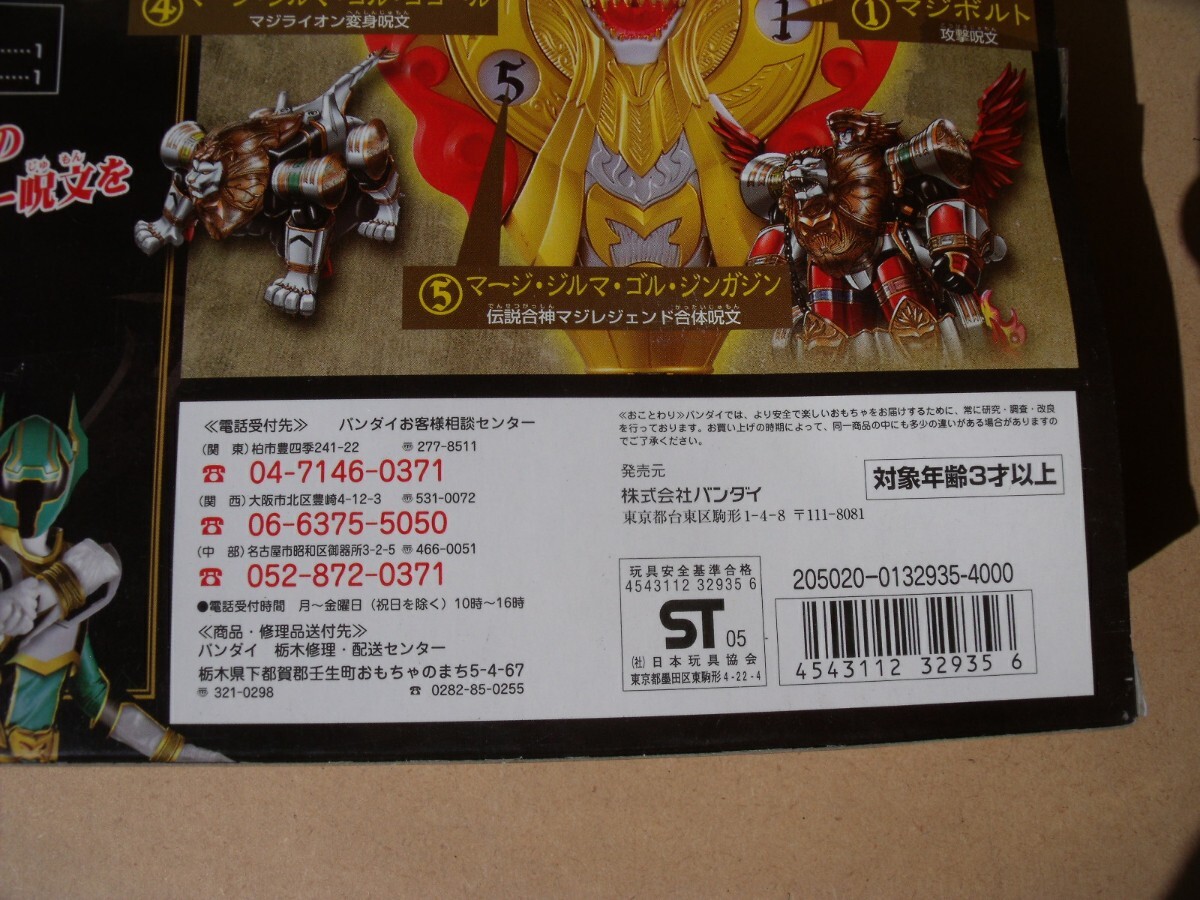 ④マージ・ジルマ・ゴル・ゴゴール
マジライオン変身呪文
①マジボルト
攻撃呪文
1
1
の
呪文を
じゅもん
5
1
⑤マージ・ジルマ・ゴル・ジンガジン
伝説合神マジレジェンド合体呪文
≪電話受付先≫ バンダイお客様相談センター
(関 東)柏市豊四季241-22 〠277-8511
☎ 04-7146-0371
(関 西)大阪市北区豊崎4-12-3 〠531-0072
☎ 06-6375-5050
(中 部)名古屋市昭和区御器所3-2-5 〠466-0051
☎ 052-872-0371
●電話受付時間 月～金曜日(祝日を除く)10時～16時
≪商品・修理品送付先≫
バンダイ 栃木修理・配送センター
栃木県下都賀郡壬生町おもちゃのまち5-4-67
〠321-0298 ☎ 0282-85-0255
≪おことわり≫バンダイでは、より安全で楽しいおもちゃをお届けするために、常に研究・調査・改良
を行っております。お買い上げの時期によって、同一商品の中にも多少の違いがある場合がありますの
でご了承ください。
発売元
株式会社バンダイ
東京都台東区駒形1-4-8 〒111-8081
対象年齢3才以上
玩具安全基準合格
4543112 32935 6
ST 05
(社)日本玩具協会
東京都墨田区東駒形4-22-4
205020-0132935-4000
4543112 32935 6